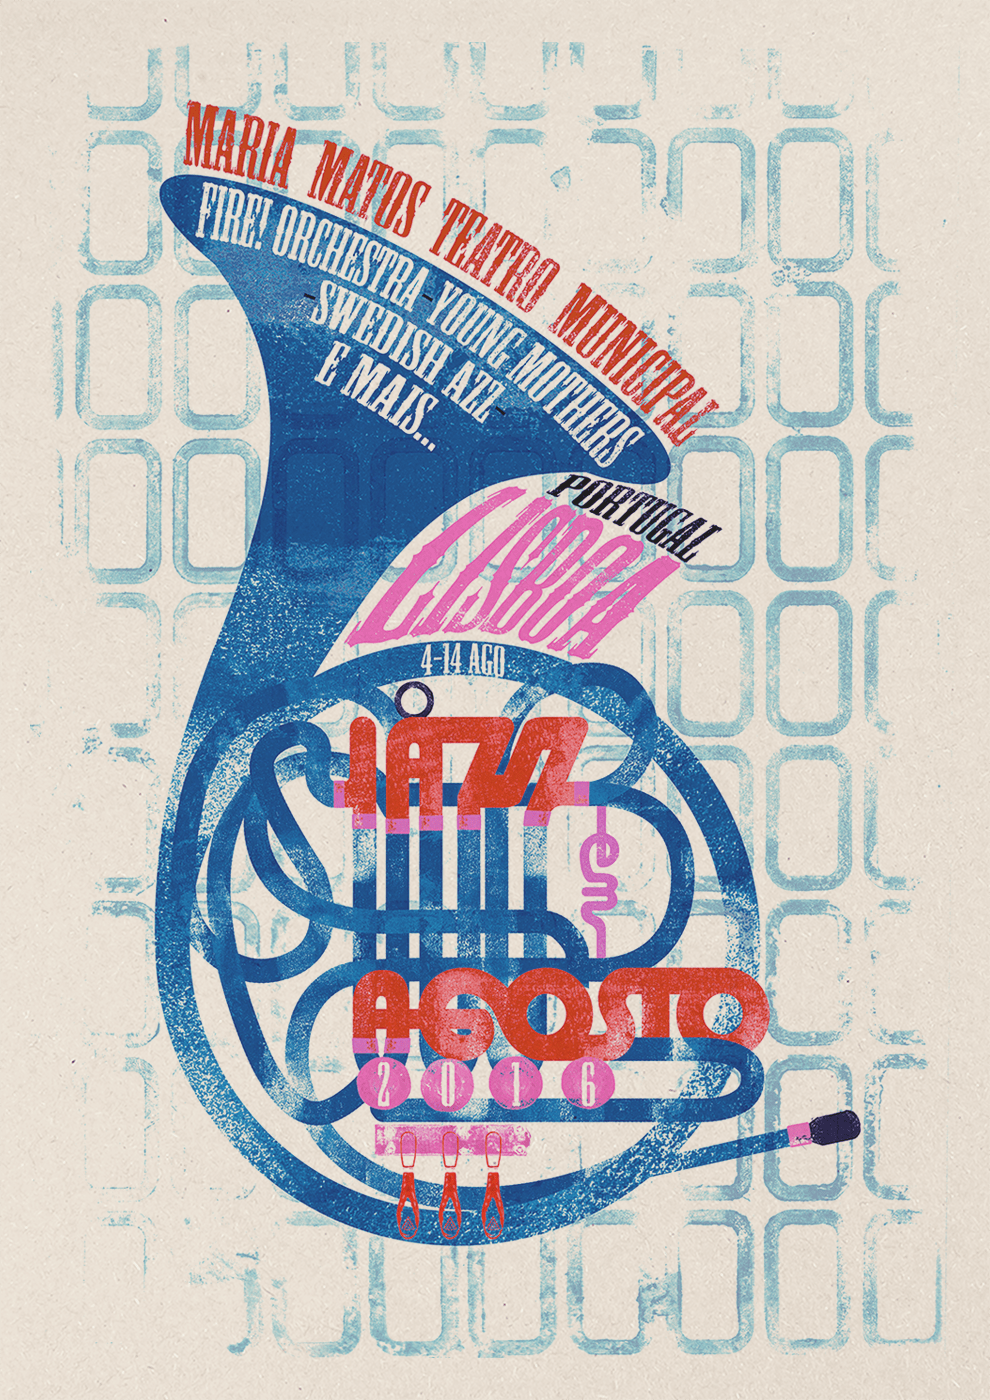 MARIA MATOS TEATRO MUNICIPAL
FIRE! ORCHESTRA-YOUNG MOTHERS
-SWEDISH AZZ-
E MAIS...
PORTUGAL
LISBOA
4-14 AGO
JAZZ
em
AGOSTO
2016